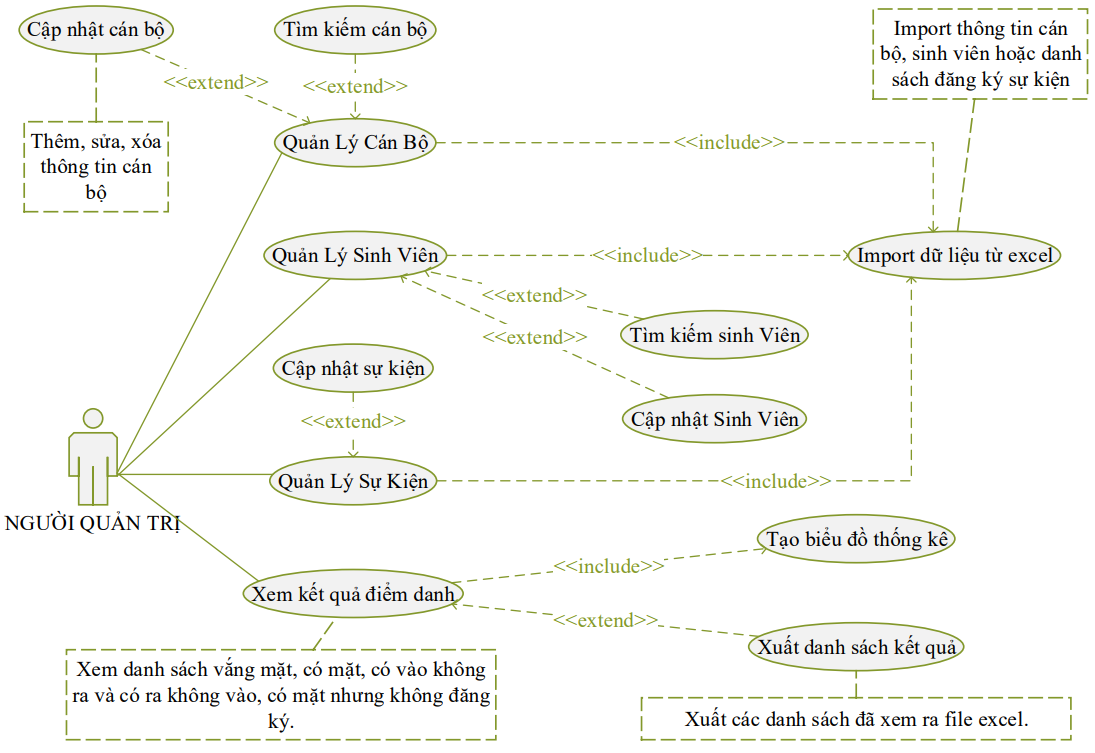 Cập nhật cán bộ
Tìm kiếm cán bộ
Import thông tin cán
bộ, sinh viên hoặc danh
sách đăng ký sự kiện
<<extend>>
<<extend>>
Thêm, sửa, xóa
thông tin cán
bộ
Quản Lý Cán Bộ
<<include>>
Quản Lý Sinh Viên
<<include>>
Import dữ liệu từ excel
<<extend>>
Tìm kiếm sinh Viên
<<extend>>
Cập nhật sự kiện
Cập nhật Sinh Viên
<<extend>>
Quản Lý Sự Kiện
<<include>>
NGƯỜI QUẢN TRỊ
Tạo biểu đồ thống kê
<<include>>
Xem kết quả điểm danh
<<extend>>
Xuất danh sách kết quả
Xem danh sách vắng mặt, có mặt, có vào không
ra và có ra không vào, có mặt nhưng không đăng
ký.
Xuất các danh sách đã xem ra file excel.